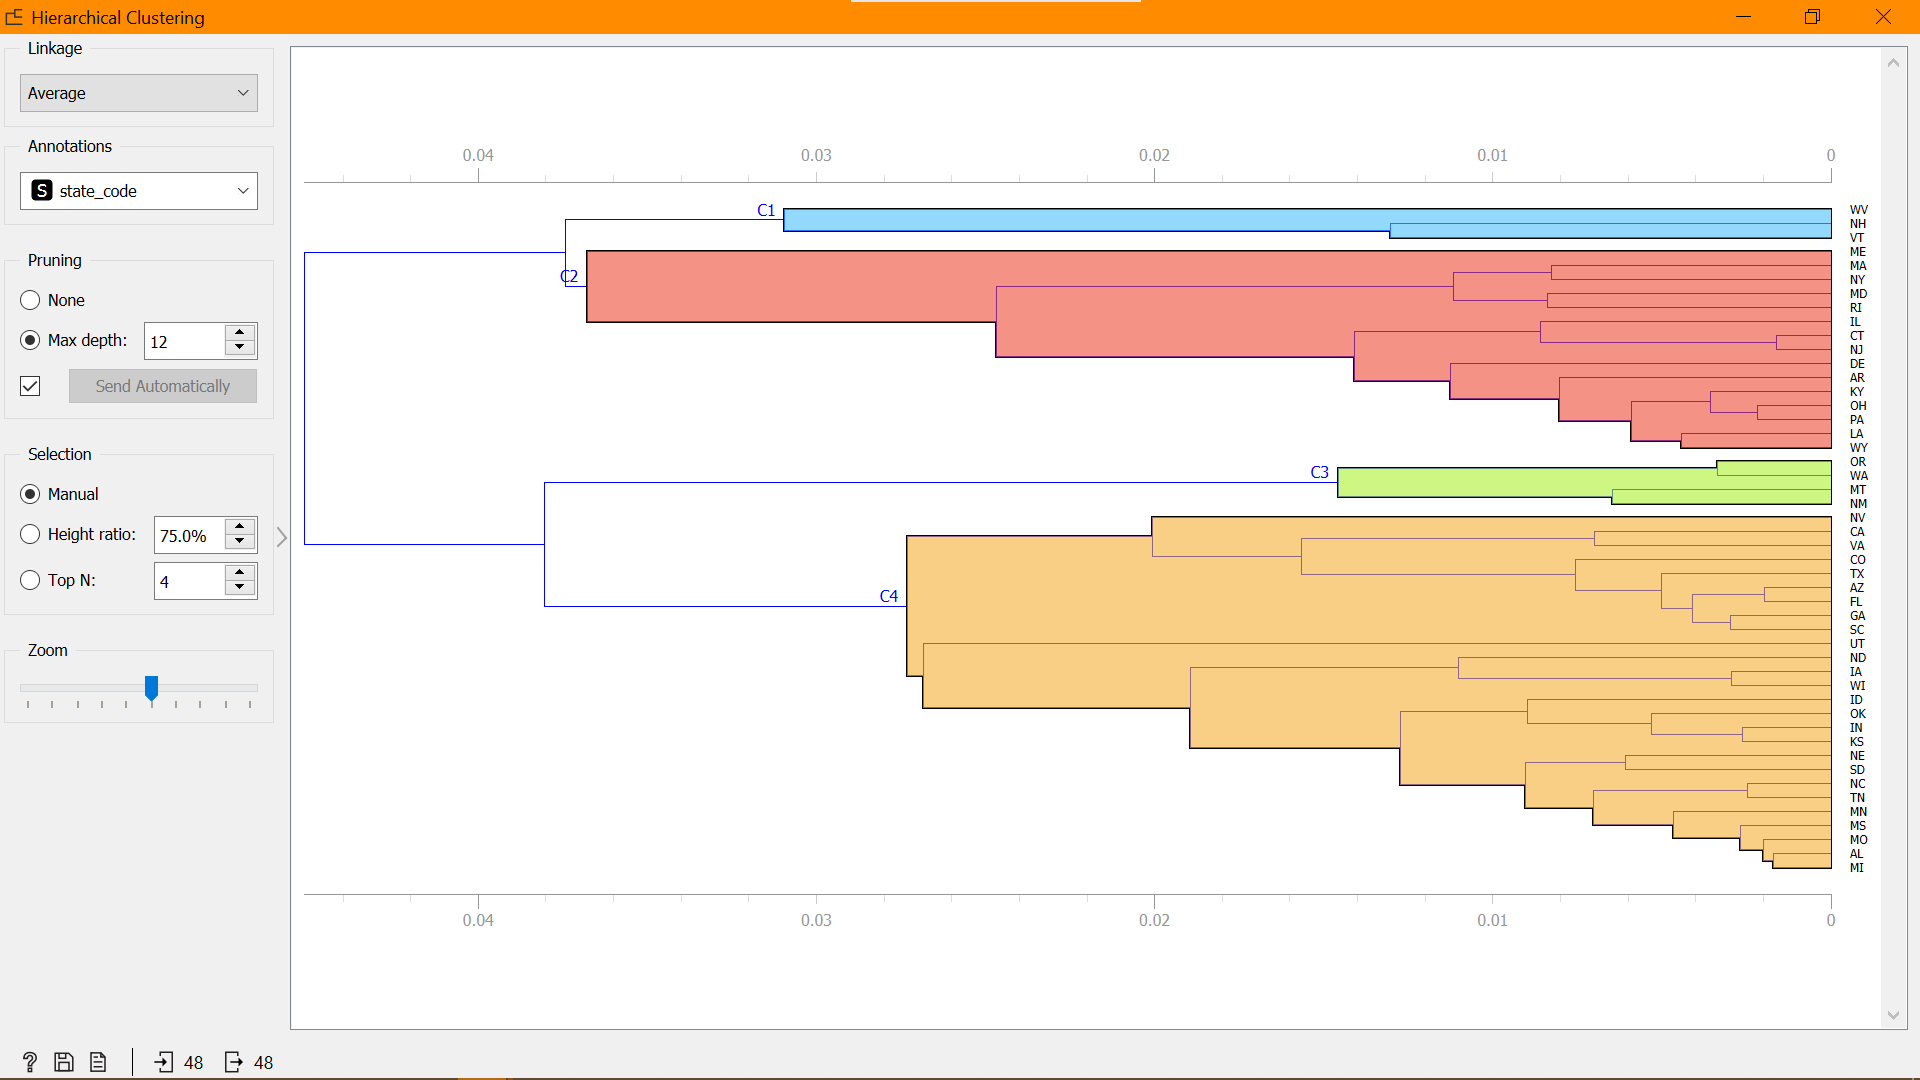 Hierarchical Clustering
Linkage
Average
Annotations
S state_code
Pruning
None
Max depth: 12
Send Automatically
Selection
Manual
Height ratio: 75.0%
Top N: 4
Zoom
0.04 0.03 0.02 0.01 0
C1
C2
C3
C4
WV
NH
VT
ME
MA
NY
MD
RI
IL
CT
NJ
DE
AR
KY
OH
PA
LA
WY
OR
WA
MT
NM
NV
CA
VA
CO
TX
AZ
FL
GA
SC
UT
ND
IA
WI
ID
OK
IN
KS
NE
SD
NC
TN
MN
MS
MO
AL
MI
0.04 0.03 0.02 0.01 0
? 48 48